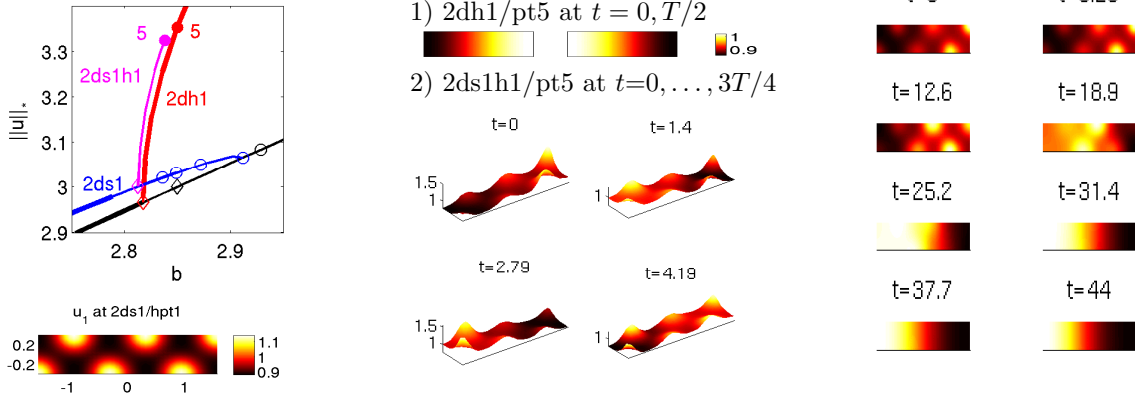 3.4
3.3
3.2
3.1
3
2.9
||u||*
5
5
2ds1h1
2dh1
2ds1
2.8
2.9
b
u1 at 2ds1/hpt1
0.2
-0.2
-1
0
1
1.1
1
0.9
1) 2dh1/pt5 at t = 0, T/2
1
0.9
2) 2ds1h1/pt5 at t=0, . . . , 3T/4
t=0
1.5
1
t=1.4
1
t=2.79
1.5
1
t=4.19
1
t=12.6
t=18.9
t=25.2
t=31.4
t=37.7
t=44